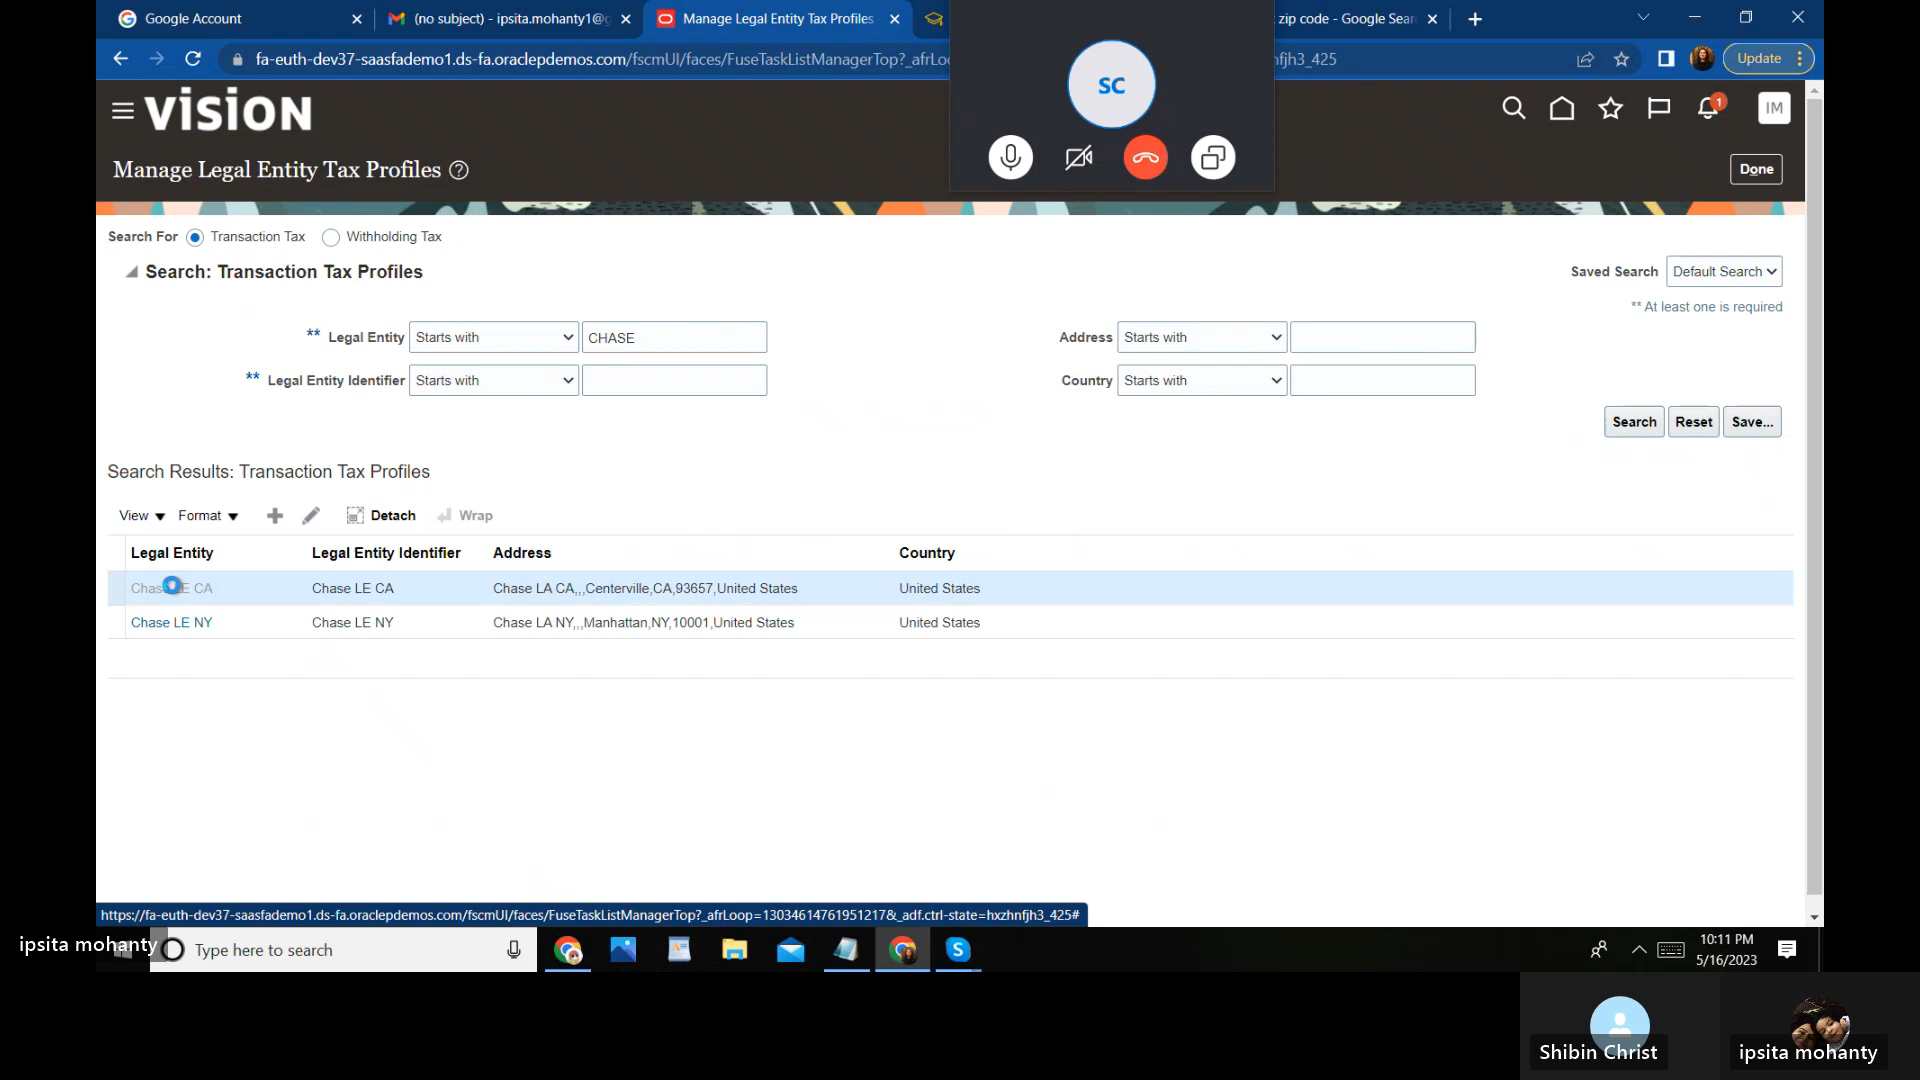 Google Account
(no subject) - ipsita.mohanty1@g
Manage Legal Entity Tax Profiles
zip code - Google Sear
fa-euth-dev37-saasfademo1.ds-fa.oraclepdemos.com/fscmUI/faces/FuseTaskListManagerTop?_afrLo
fjh3_425
Update
SC
VISION
1
IM
Manage Legal Entity Tax Profiles
Done
Search For Transaction Tax Withholding Tax
Search: Transaction Tax Profiles
Saved Search Default Search
** At least one is required
** Legal Entity Starts with CHASE
Address Starts with
** Legal Entity Identifier Starts with
Country Starts with
Search Reset Save...
Search Results: Transaction Tax Profiles
View Format Detach Wrap
Legal Entity Legal Entity Identifier Address Country
Chase LE CA Chase LE CA Chase LA CA,,,Centerville,CA,93657,United States United States
Chase LE NY Chase LE NY Chase LA NY,,,Manhattan,NY,10001,United States United States
https://fa-euth-dev37-saasfademo1.ds-fa.oraclepdemos.com/fscmUI/faces/FuseTaskListManagerTop?_afrLoop=13034614761951217&_adf.ctrl-state=hxzhnfjh3_425#
ipsita mohanty
Type here to search
10:11 PM
5/16/2023
Shibin Christ
ipsita mohanty